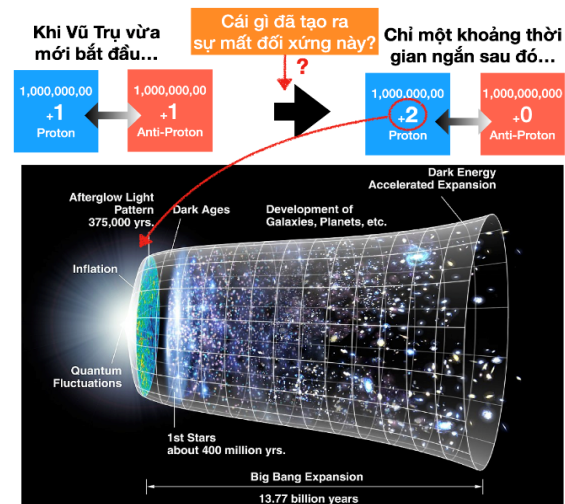 Khi Vũ Trụ vừa
mới bắt đầu...
Cái gì đã tạo ra
sự mất đối xứng này?
Chỉ một khoảng thời
gian ngắn sau đó...
?
1,000,000,00
+1
Proton
1,000,000,00
+1
Anti-Proton
1,000.000,00
+2
Proton
1,000,000,00
+0
Anti-Proton
Dark Energy
Accelerated Expansion
Afterglow Light
Pattern
375,000 yrs.
Dark Ages
Development of
Galaxies, Planets, etc.
Inflation
Quantum
Fluctuations
1st Stars
about 400 million yrs.
Big Bang Expansion
13.77 billion years